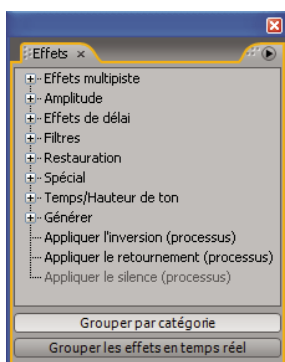 Effets
Effets multipiste
Amplitude
Effets de délai
Filtres
Restauration
Spécial
Temps/Hauteur de ton
Générer
Appliquer l'inversion (processus)
Appliquer le retournement (processus)
Appliquer le silence (processus)
Grouper par catégorie
Grouper les effets en temps réel